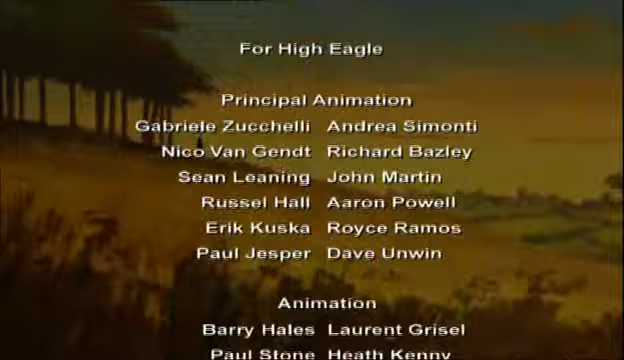 For High Eagle
Principal Animation
Gabriele Zucchelli Andrea Simonti
Nico Van Gendt Richard Bazley
Sean Leaning John Martin
Russel Hall Aaron Powell
Erik Kuska Royce Ramos
Paul Jesper Dave Unwin
Animation
Barry Hales Laurent Grisel
Paul Stone Heath Kenny